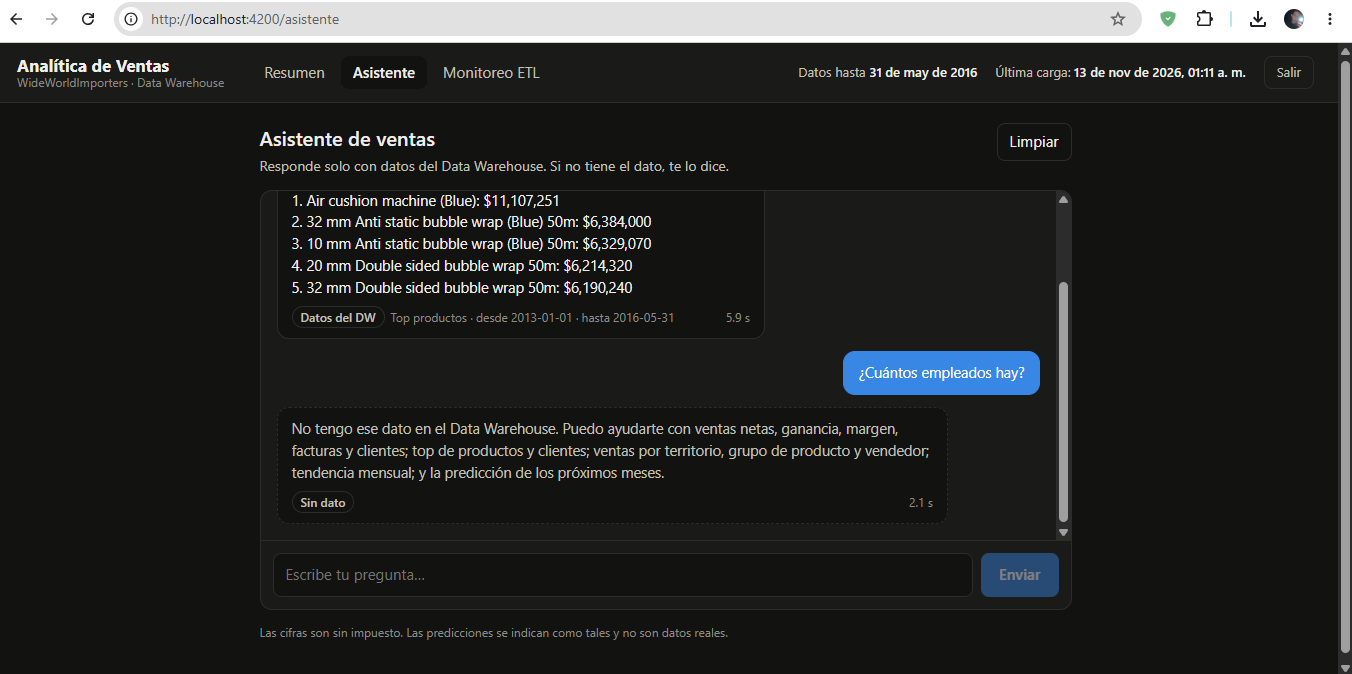 http://localhost:4200/asistente
Analítica de Ventas
WideWorldImporters · Data Warehouse
Resumen
Asistente
Monitoreo ETL
Datos hasta 31 de may de 2016
Última carga: 13 de nov de 2026, 01:11 a. m.
Salir
Asistente de ventas
Responde solo con datos del Data Warehouse. Si no tiene el dato, te lo dice.
Limpiar
1. Air cushion machine (Blue): $11,107,251
2. 32 mm Anti static bubble wrap (Blue) 50m: $6,384,000
3. 10 mm Anti static bubble wrap (Blue) 50m: $6,329,070
4. 20 mm Double sided bubble wrap 50m: $6,214,320
5. 32 mm Double sided bubble wrap 50m: $6,190,240
Datos del DW Top productos · desde 2013-01-01 · hasta 2016-05-31 5.9 s
¿Cuántos empleados hay?
No tengo ese dato en el Data Warehouse. Puedo ayudarte con ventas netas, ganancia, margen,
facturas y clientes; top de productos y clientes; ventas por territorio, grupo de producto y vendedor;
tendencia mensual; y la predicción de los próximos meses.
Sin dato 2.1 s
Escribe tu pregunta...
Enviar
Las cifras son sin impuesto. Las predicciones se indican como tales y no son datos reales.